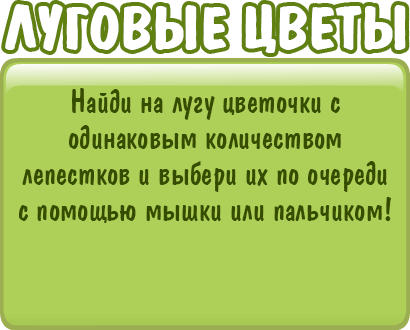 ЛУГОВЫЕ ЦВЕТЫ
Найди на лугу цветочки с
одинаковым количеством
лепестков и выбери их по очереди
с помощью мышки или пальчиком!